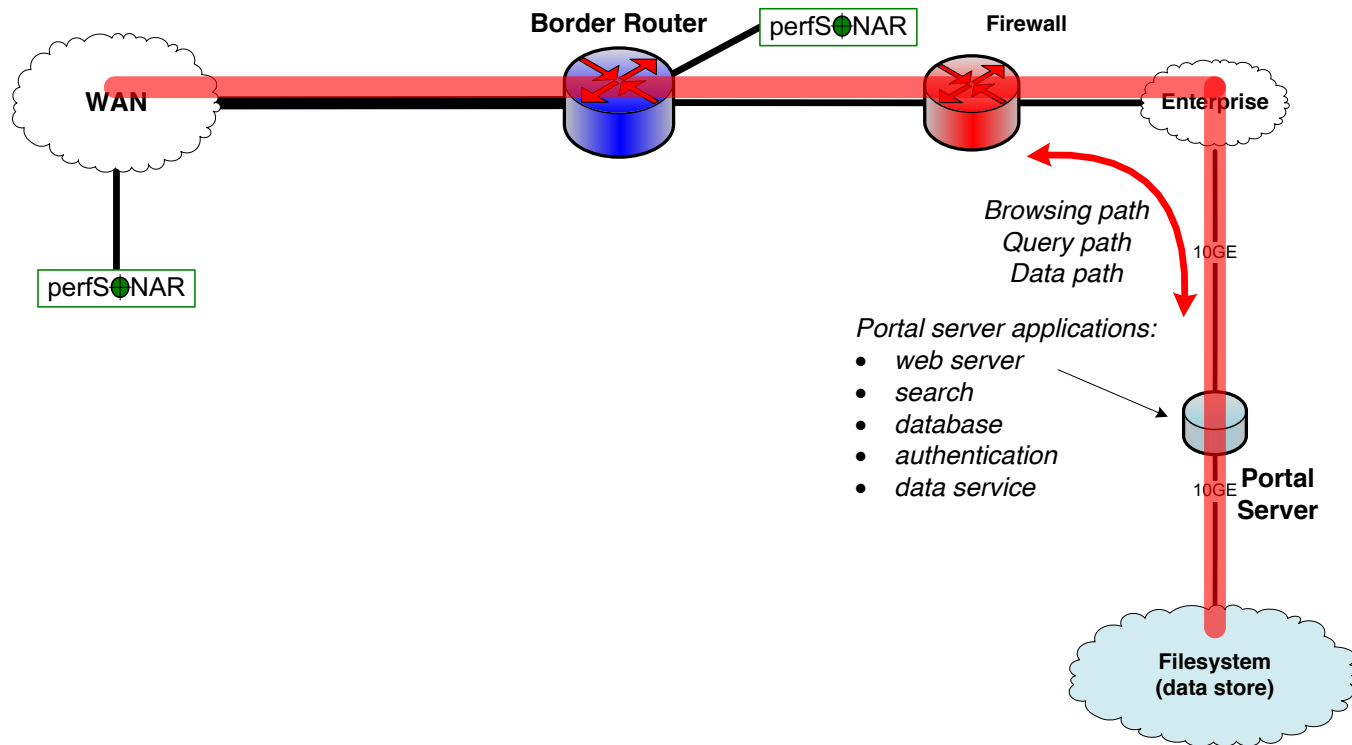 Border Router
perfSONAR
Firewall
WAN
Enterprise
perfSONAR
Browsing path
Query path
Data path
10GE
Portal server applications:
• web server
• search
• database
• authentication
• data service
10GE
Portal
Server
Filesystem
(data store)